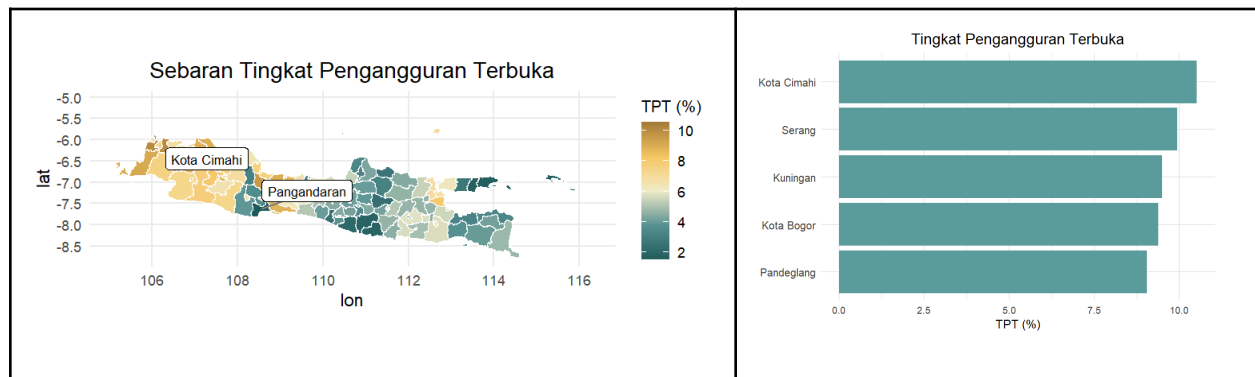 Sebaran Tingkat Pengangguran Terbuka
-5.0
-5.5
-6.0
-6.5
-7.0
-7.5
-8.0
-8.5
lat
Kota Cimahi
Pangandaran
106
108
110
112
114
116
lon
TPT (%)
10
8
6
4
2
Tingkat Pengangguran Terbuka
Kota Cimahi
Serang
Kuningan
Kota Bogor
Pandeglang
0.0
2.5
5.0
7.5
10.0
TPT (%)